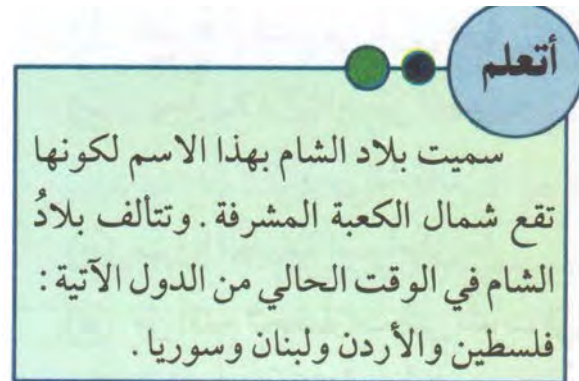 أتعلم
سميت بلاد الشام بهذا الاسم لكونها
تقع شمال الكعبة المشرفة . وتتألف بلادُ
الشام في الوقت الحالي من الدول الآتية :
فلسطين والأردن ولبنان وسوريا .